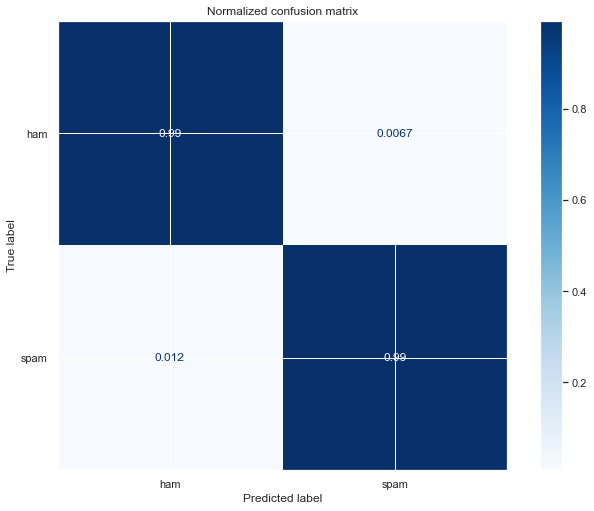 Normalized confusion matrix
True label
ham
0.99
0.0067
spam
0.012
0.99
ham
spam
Predicted label
0.8
0.6
0.4
0.2